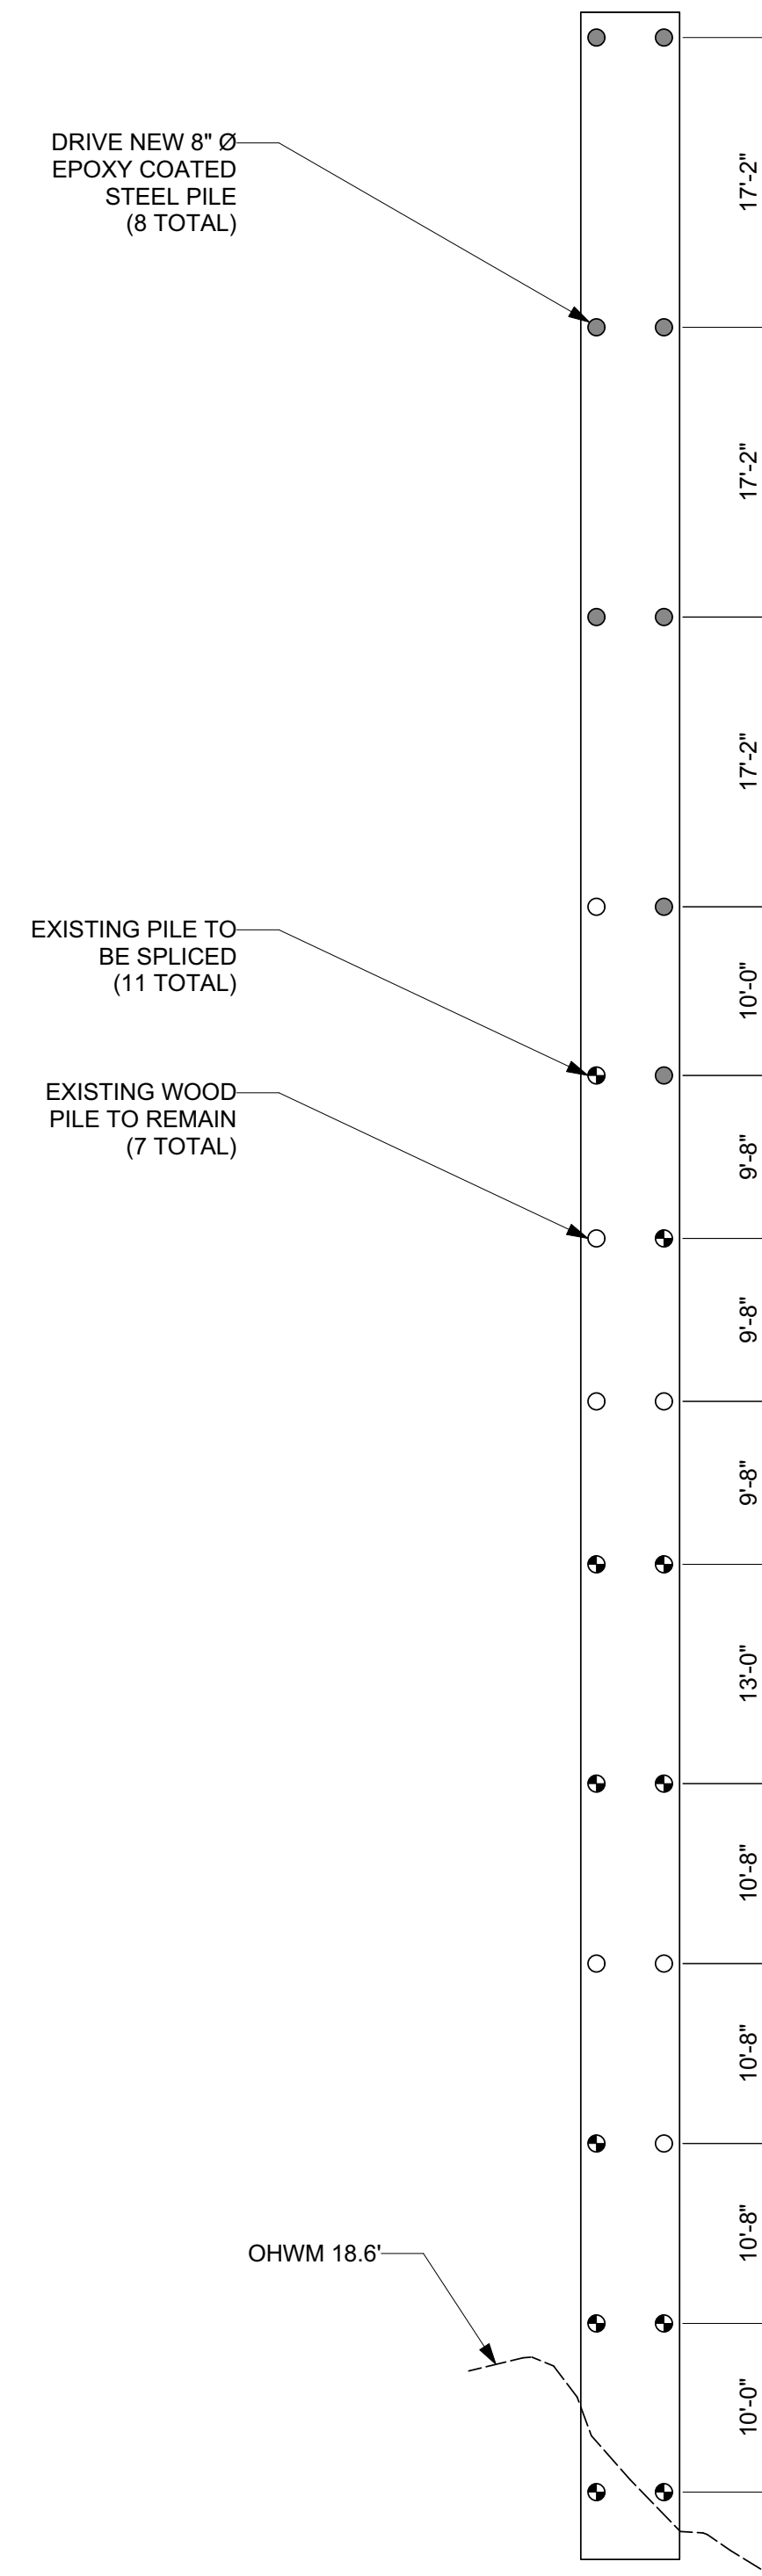 DRIVE NEW 8" Ø
EPOXY COATED
STEEL PILE
(8 TOTAL)
17'-2"
17'-2"
17'-2"
EXISTING PILE TO
BE SPLICED
(11 TOTAL)
10'-0"
EXISTING WOOD
PILE TO REMAIN
(7 TOTAL)
9'-8"
9'-8"
9'-8"
13'-0"
10'-8"
10'-8"
10'-8"
OHWM 18.6'
10'-0"